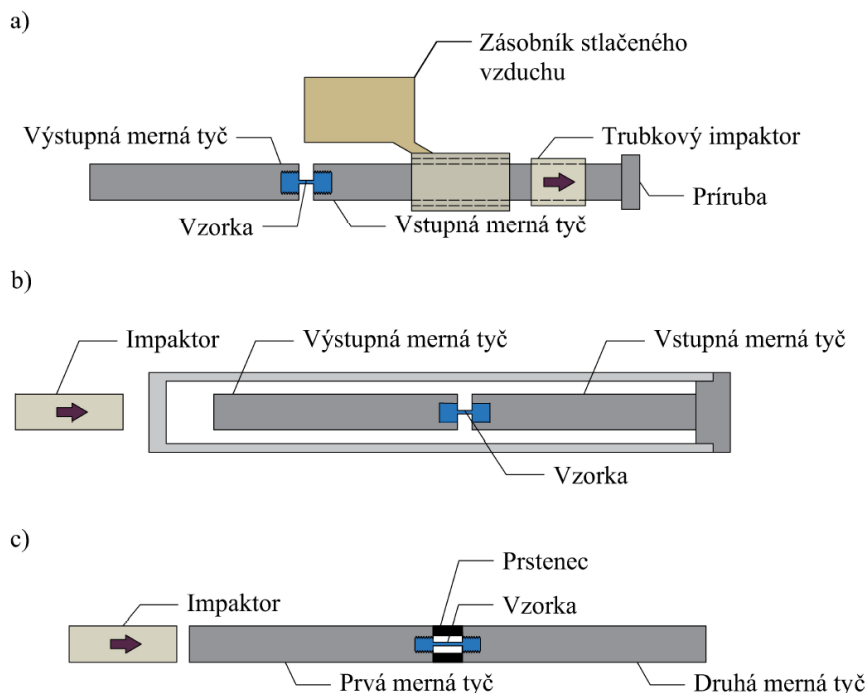 a)
Zásobník stlačeného
vzduchu
Výstupná merná tyč
Trubkový impaktor
Vzorka
Vstupná merná tyč
Príruba
b)
Impaktor
Výstupná merná tyč
Vstupná merná tyč
Vzorka
c)
Prstenec
Impaktor
Vzorka
Prvá merná tyč
Druhá merná tyč